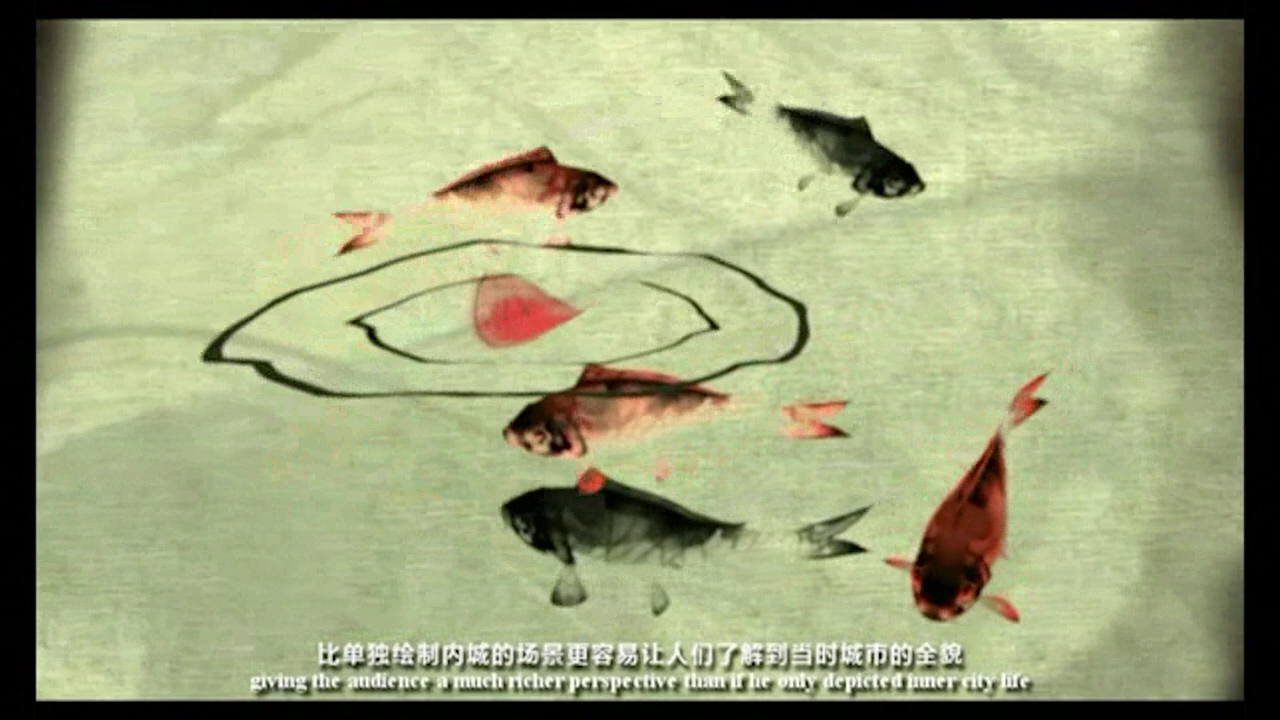 比单独绘制内城的场景更容易让人们了解到当时城市的全貌
giving the audience a much richer perspective than if he only depicted inner city life